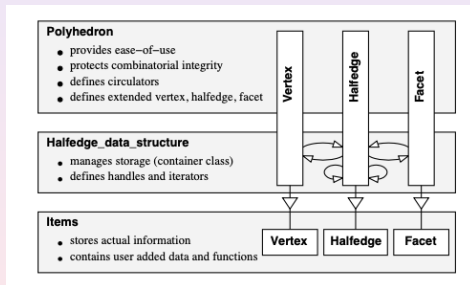 Polyhedron
• provides ease-of-use
• protects combinatorial integrity
• defines circulators
• defines extended vertex, halfedge, facet
Vertex
Halfedge
Facet
Halfedge_data_structure
• manages storage (container class)
• defines handles and iterators
Items
• stores actual information
• contains user added data and functions
Vertex
Halfedge
Facet